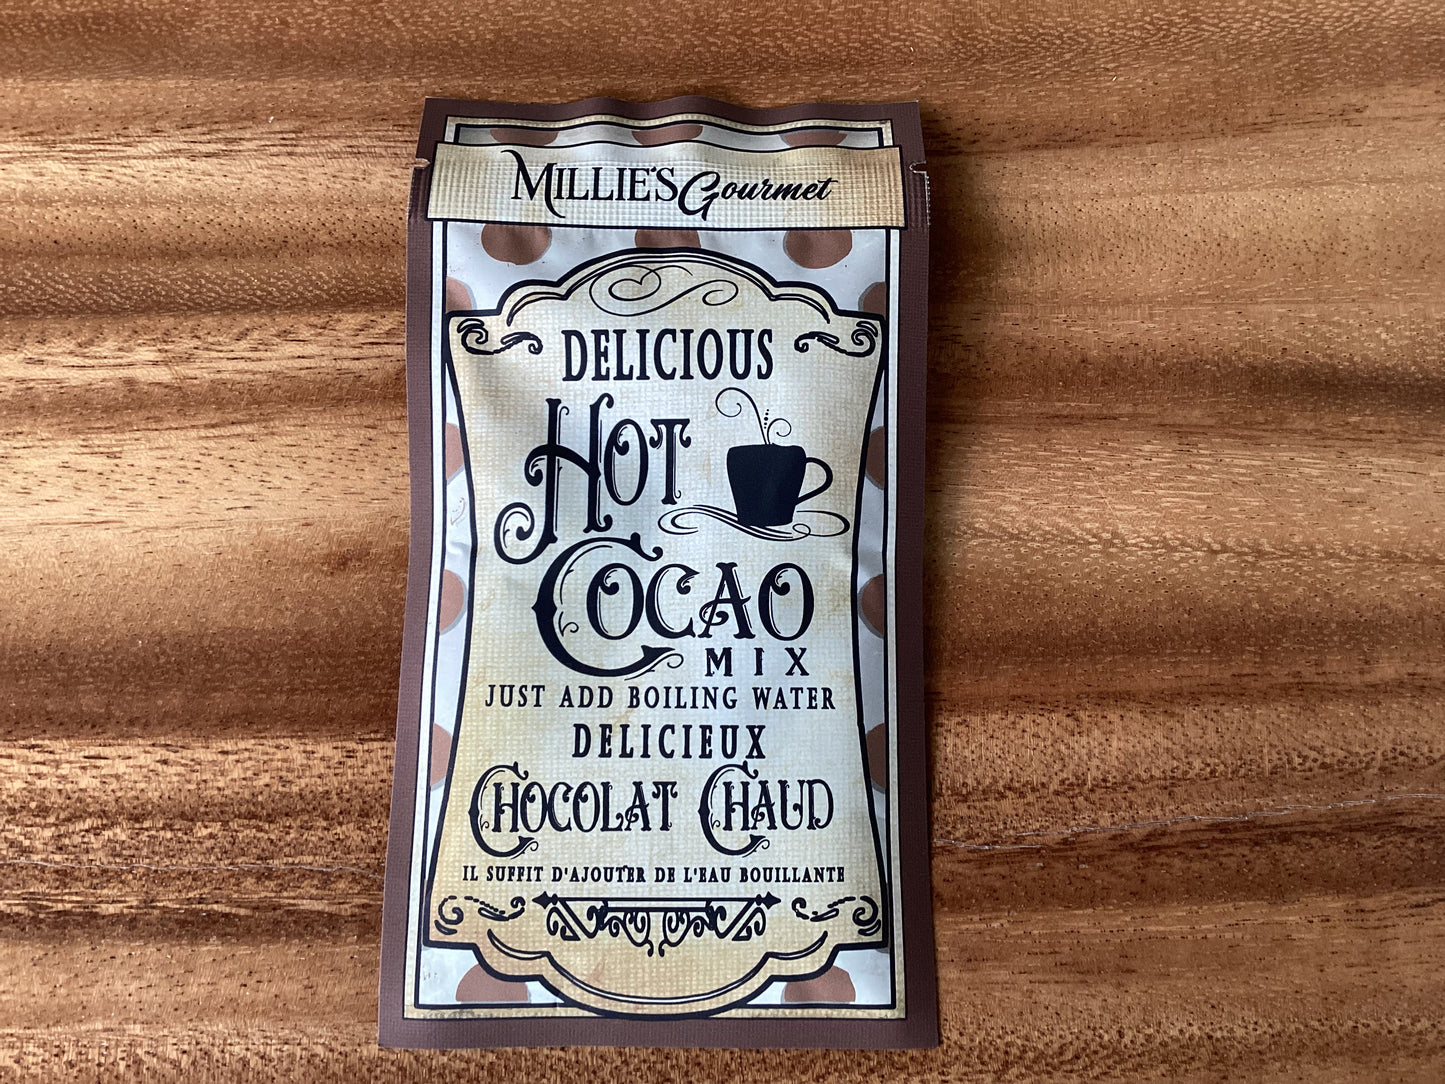 MILLIE'S Gourmet
DELICIOUS
HOT
COCAO
MIX
JUST ADD BOILING WATER
DELICIEUX
CHOCOLAT CHAUD
IL SUFFIT D'AJOUTER DE L'EAU BOUILLANTE